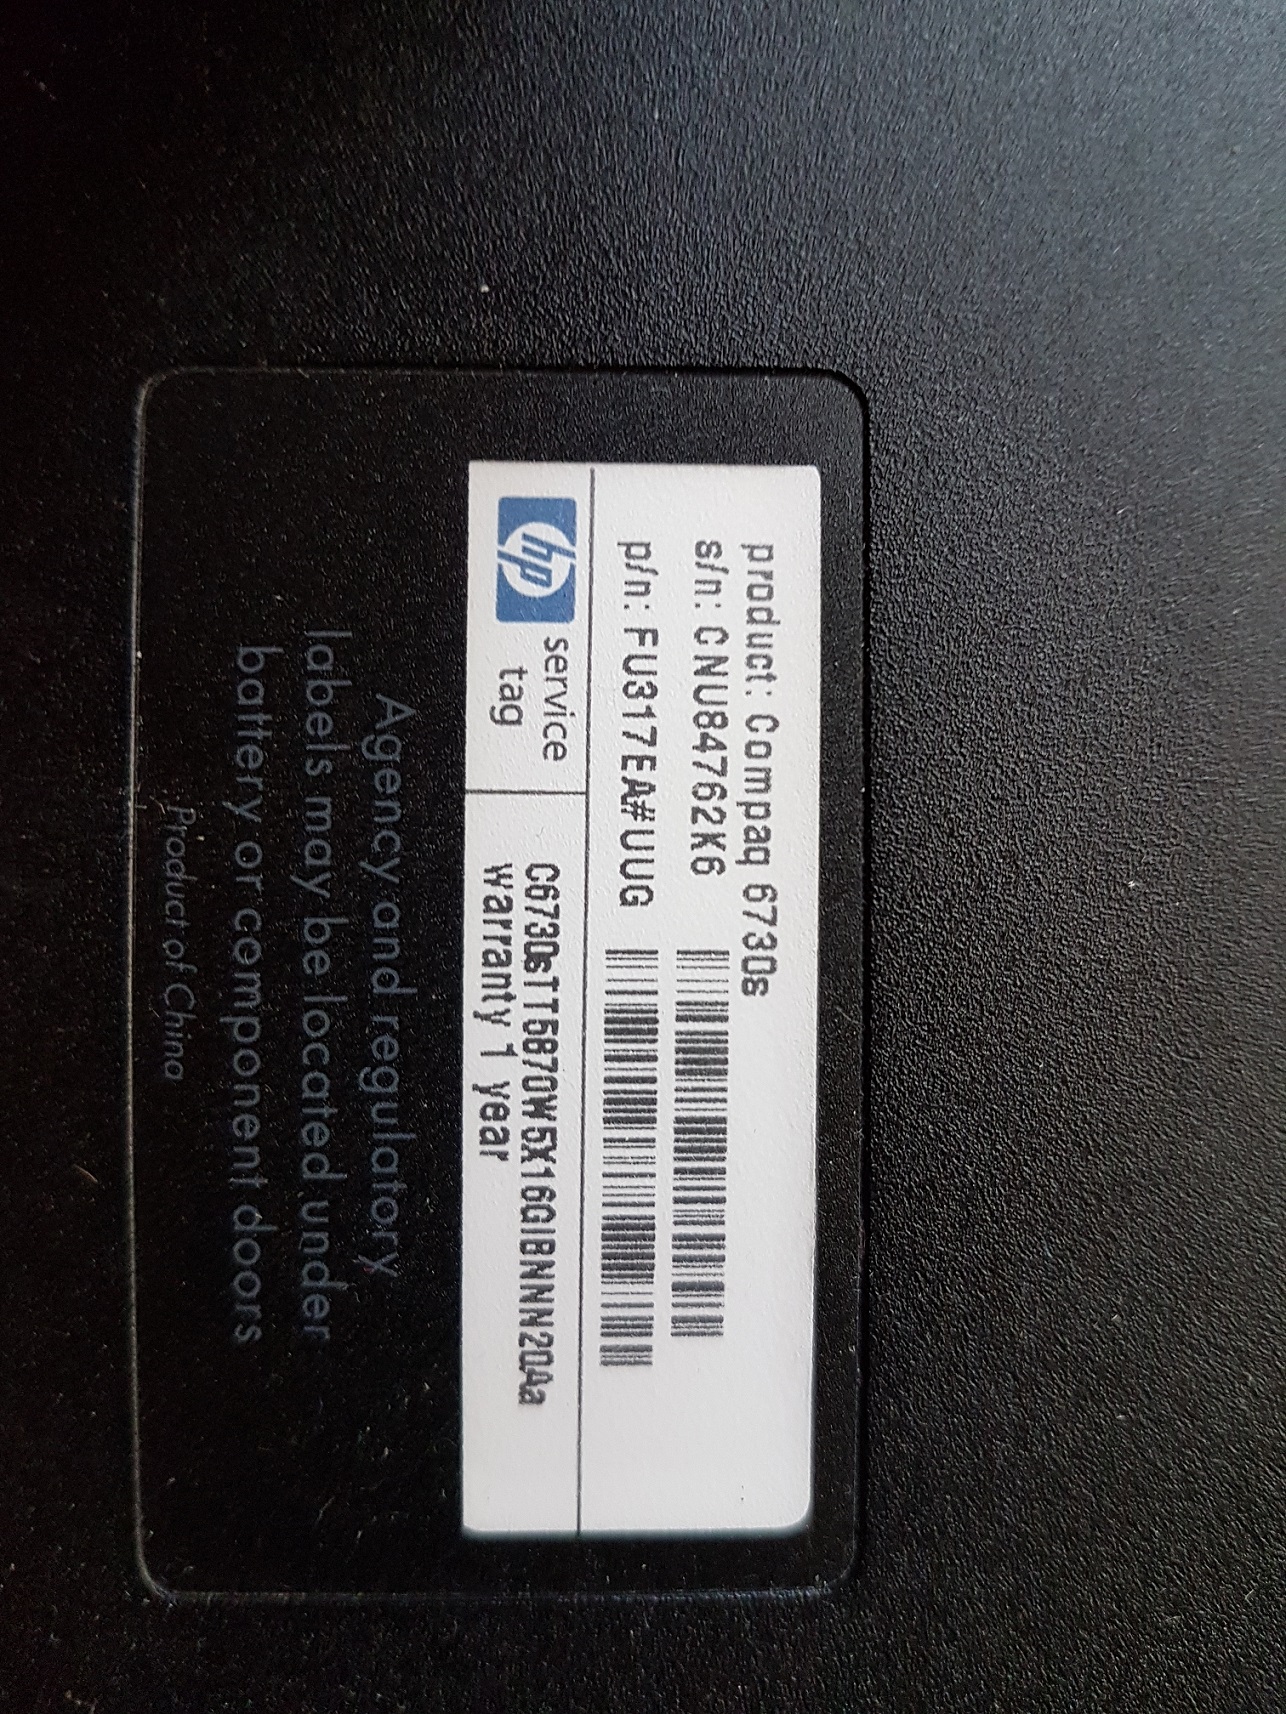 product: Compaq 6730s
s/n: CNU84762K6
p/n: FU317EA#UUG
hp
service
tag
C6730sTT5870W5X16GIBNNN20Aa
warranty 1 year
Agency and regulatory
labels may be located under
battery or component doors
Product of China